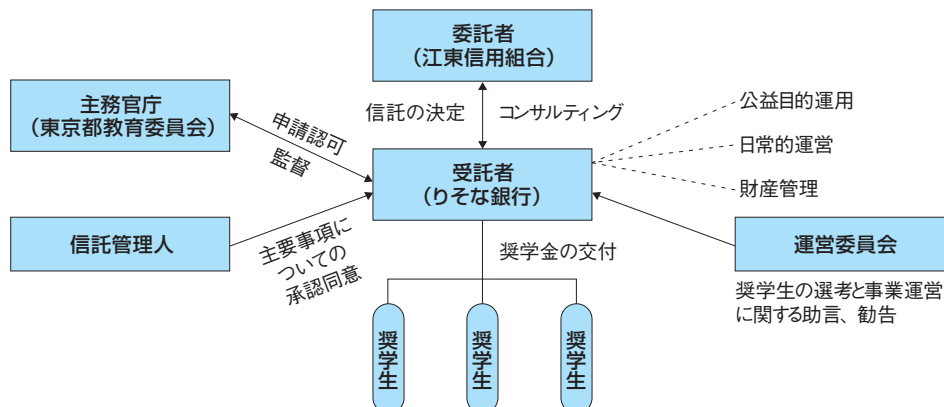 委託者
（江東信用組合）
主務官庁
（東京都教育委員会）
信託の決定
コンサルティング
申請認可
監督
公益目的運用
日常的運営
財産管理
受託者
（りそな銀行）
信託管理人
主要事項に
ついての
承認同意
奨学金の交付
運営委員会
奨学生の選考と事業運営
に関する助言、勧告
奨学生
奨学生
奨学生